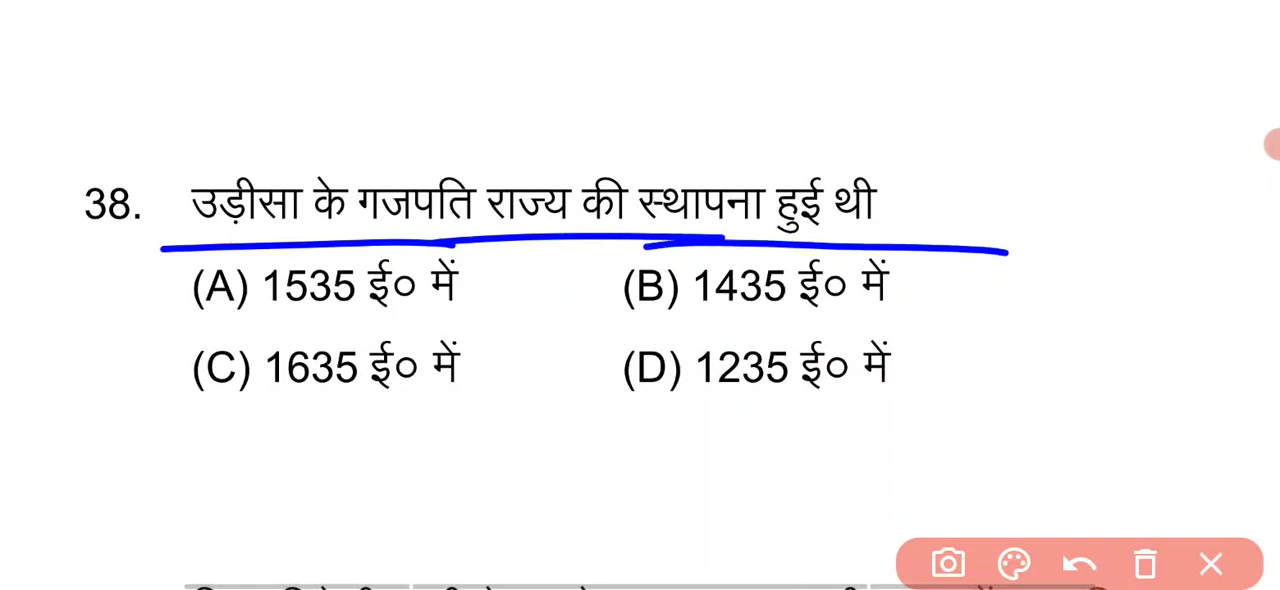 38. उड़ीसा के गजपति राज्य की स्थापना हुई थी
(A) 1535 ई० में (B) 1435 ई० में
(C) 1635 ई० में (D) 1235 ई० में